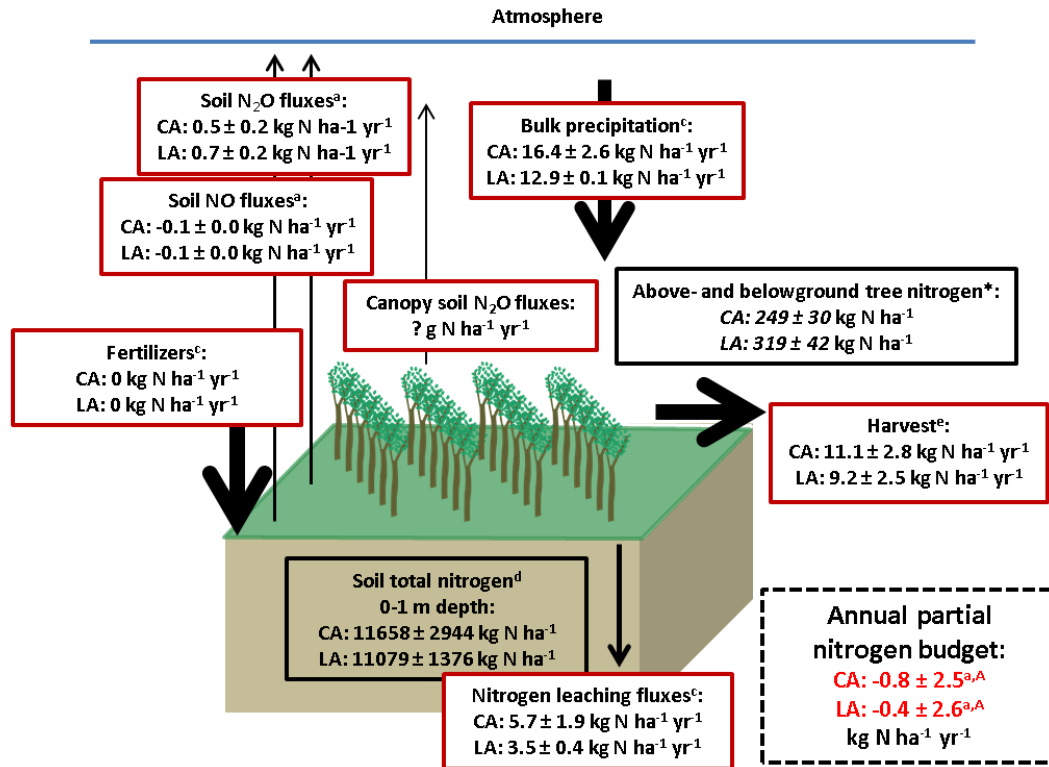 Atmosphere
Soil N₂O fluxesᵃ:
CA: 0.5 ± 0.2 kg N ha-1 yr⁻¹
LA: 0.7 ± 0.2 kg N ha-1 yr⁻¹
Bulk precipitationᶜ:
CA: 16.4 ± 2.6 kg N ha⁻¹ yr⁻¹
LA: 12.9 ± 0.1 kg N ha⁻¹ yr⁻¹
Soil NO fluxesᵃ:
CA: -0.1 ± 0.0 kg N ha⁻¹ yr⁻¹
LA: -0.1 ± 0.0 kg N ha⁻¹ yr⁻¹
Canopy soil N₂O fluxes:
? g N ha⁻¹ yr⁻¹
Above- and belowground tree nitrogen*:
CA: 249 ± 30 kg N ha⁻¹
LA: 319 ± 42 kg N ha⁻¹
Fertilizersᶜ:
CA: 0 kg N ha⁻¹ yr⁻¹
LA: 0 kg N ha⁻¹ yr⁻¹
Harvestᵉ:
CA: 11.1 ± 2.8 kg N ha⁻¹ yr⁻¹
LA: 9.2 ± 2.5 kg N ha⁻¹ yr⁻¹
Soil total nitrogenᵈ
0-1 m depth:
CA: 11658 ± 2944 kg N ha⁻¹
LA: 11079 ± 1376 kg N ha⁻¹
Nitrogen leaching fluxesᶜ:
CA: 5.7 ± 1.9 kg N ha⁻¹ yr⁻¹
LA: 3.5 ± 0.4 kg N ha⁻¹ yr⁻¹
Annual partial
nitrogen budget:
CA: -0.8 ± 2.5ᵃ,ᴬ
LA: -0.4 ± 2.6ᵃ,ᴬ
kg N ha⁻¹ yr⁻¹